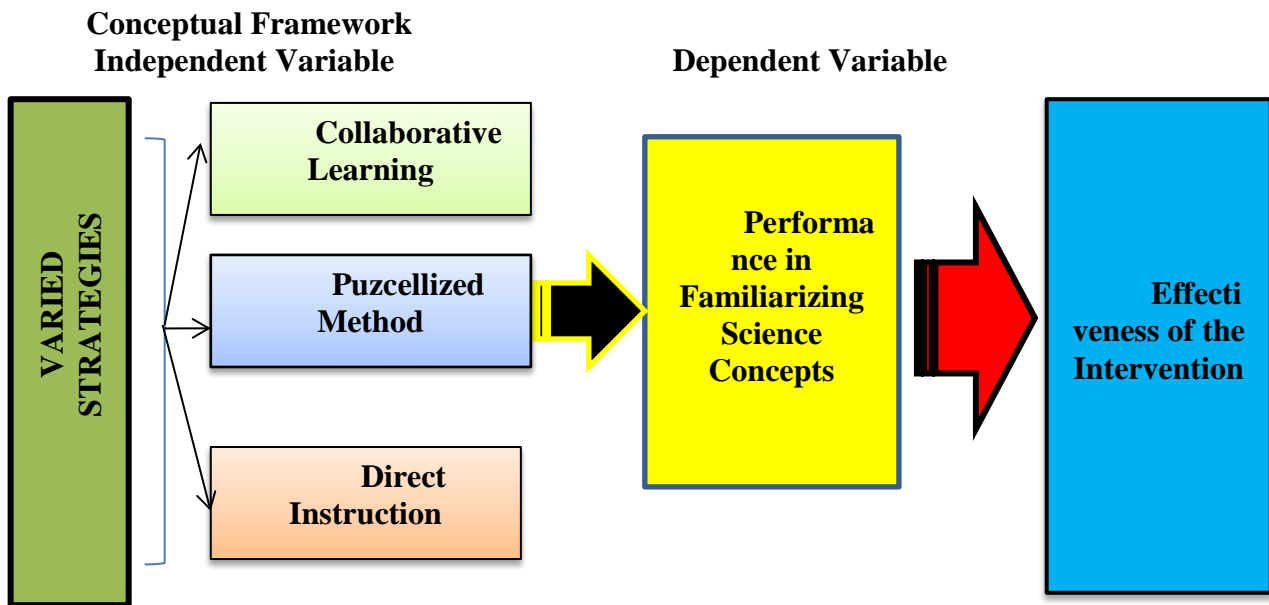 Conceptual Framework
Independent Variable
Dependent Variable
VARIED
STRATEGIES
Collaborative
Learning
Puzcellized
Method
Direct
Instruction
Performa
nce in
Familiarizing
Science
Concepts
Effecti
veness of the
Intervention